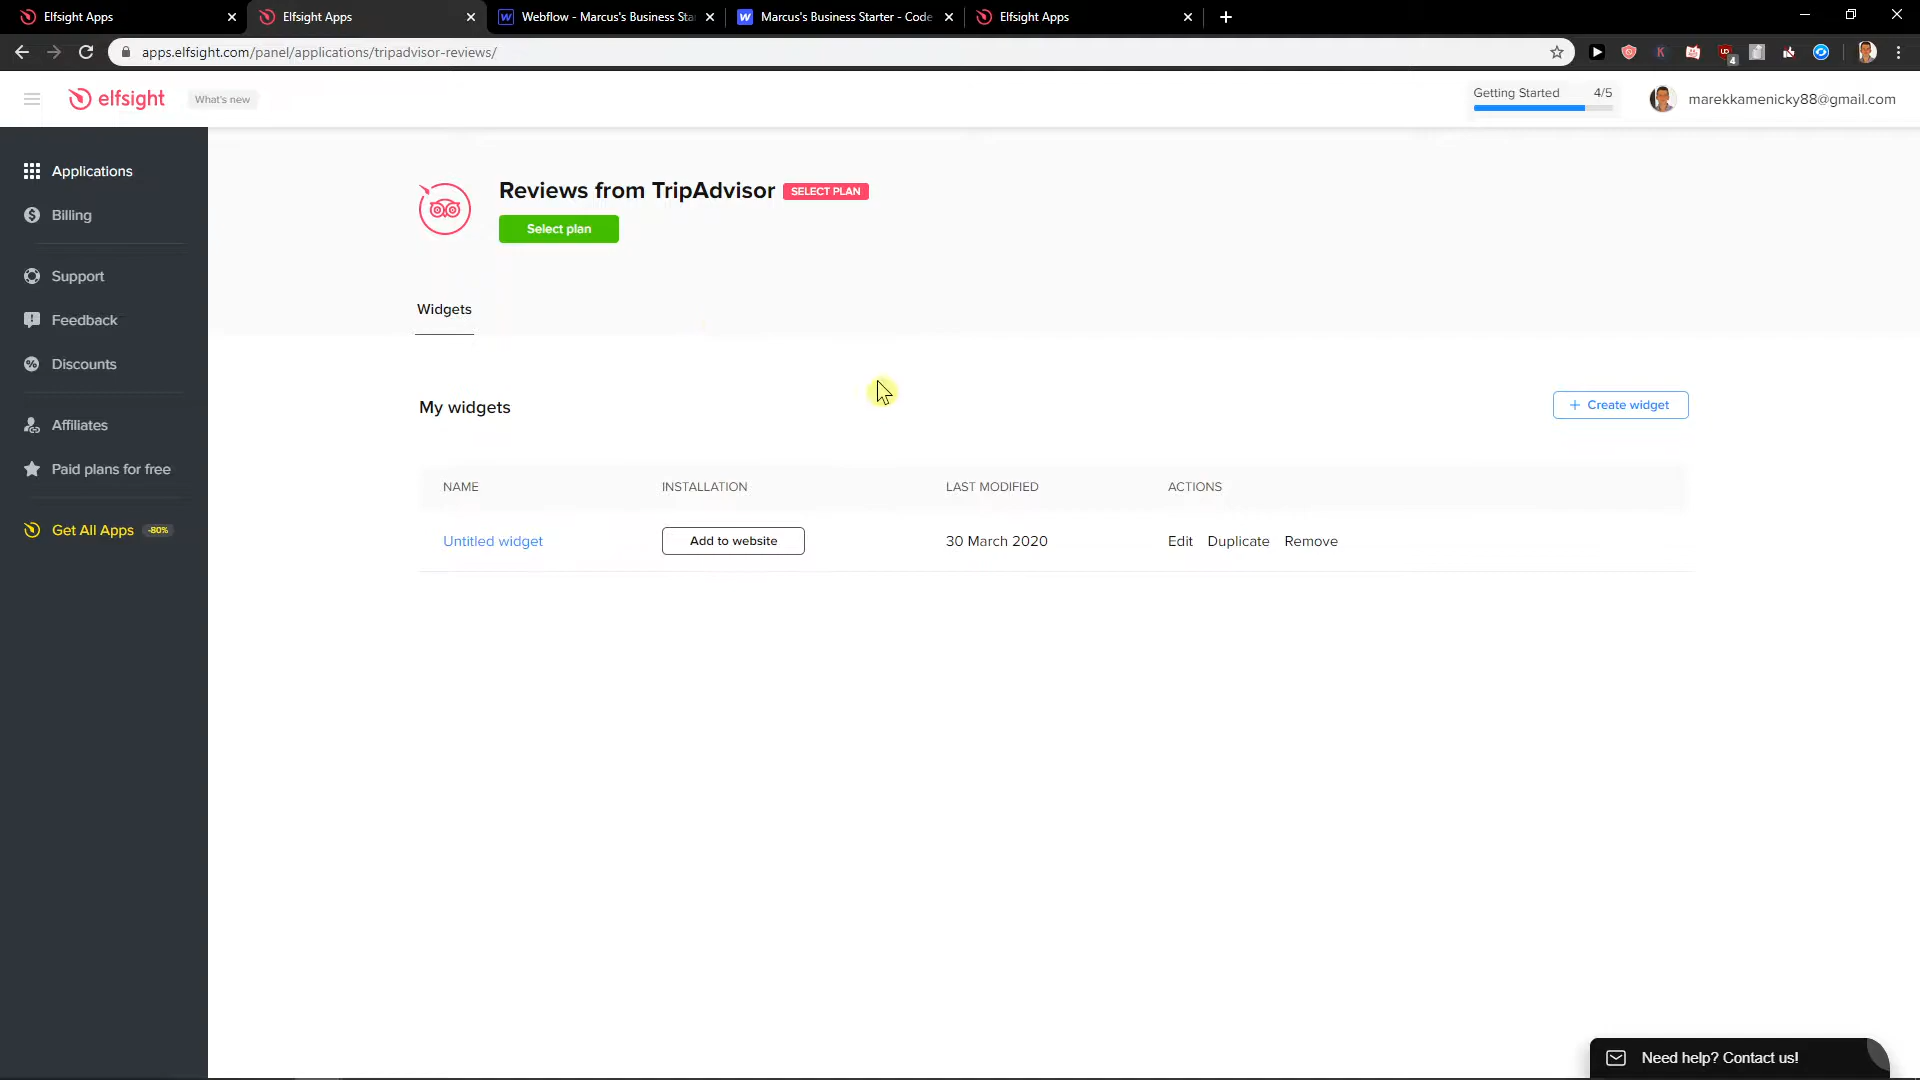 Elfsight Apps
Elfsight Apps
Webflow - Marcus's Business Sta
Marcus's Business Starter - Code
Elfsight Apps
apps.elfsight.com/panel/applications/tripadvisor-reviews/
4
elfsight
What's new
Getting Started 4/5
marekkamenicky88@gmail.com
Applications
Billing
Support
Feedback
Discounts
Affiliates
Paid plans for free
Get All Apps -80%
Reviews from TripAdvisor SELECT PLAN
Select plan
Widgets
My widgets
+ Create widget
NAME INSTALLATION LAST MODIFIED ACTIONS
Untitled widget Add to website 30 March 2020 Edit Duplicate Remove
Need help? Contact us!